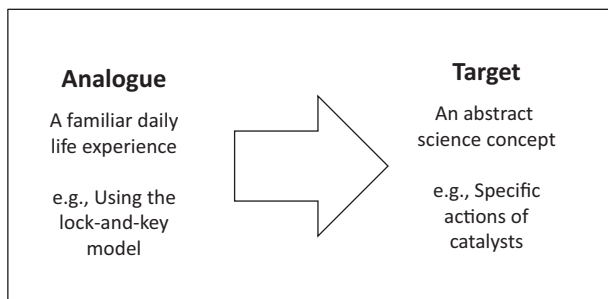 Analogue
A familiar daily
life experience
e.g., Using the
lock-and-key
model
Target
An abstract
science concept
e.g., Specific
actions of
catalysts